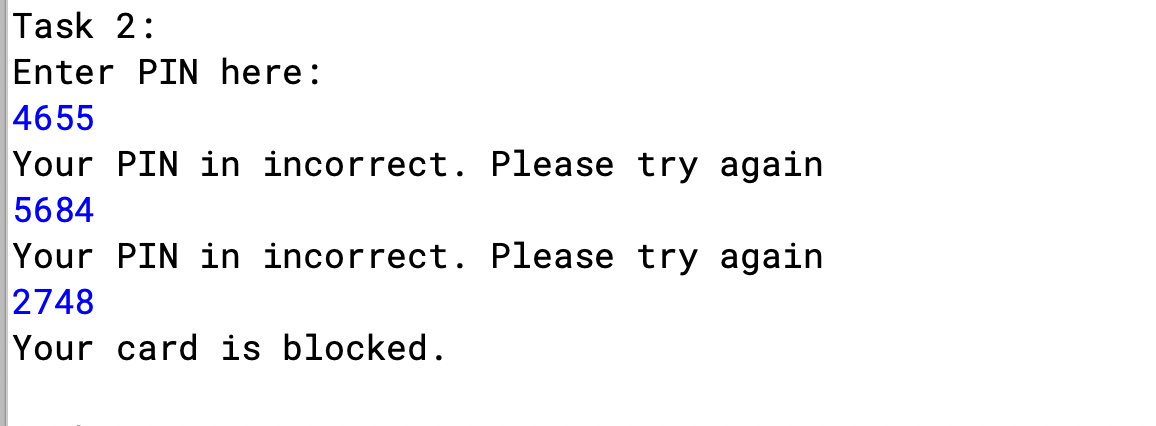 Task 2:
Enter PIN here:
4655
Your PIN in incorrect. Please try again
5684
Your PIN in incorrect. Please try again
2748
Your card is blocked.